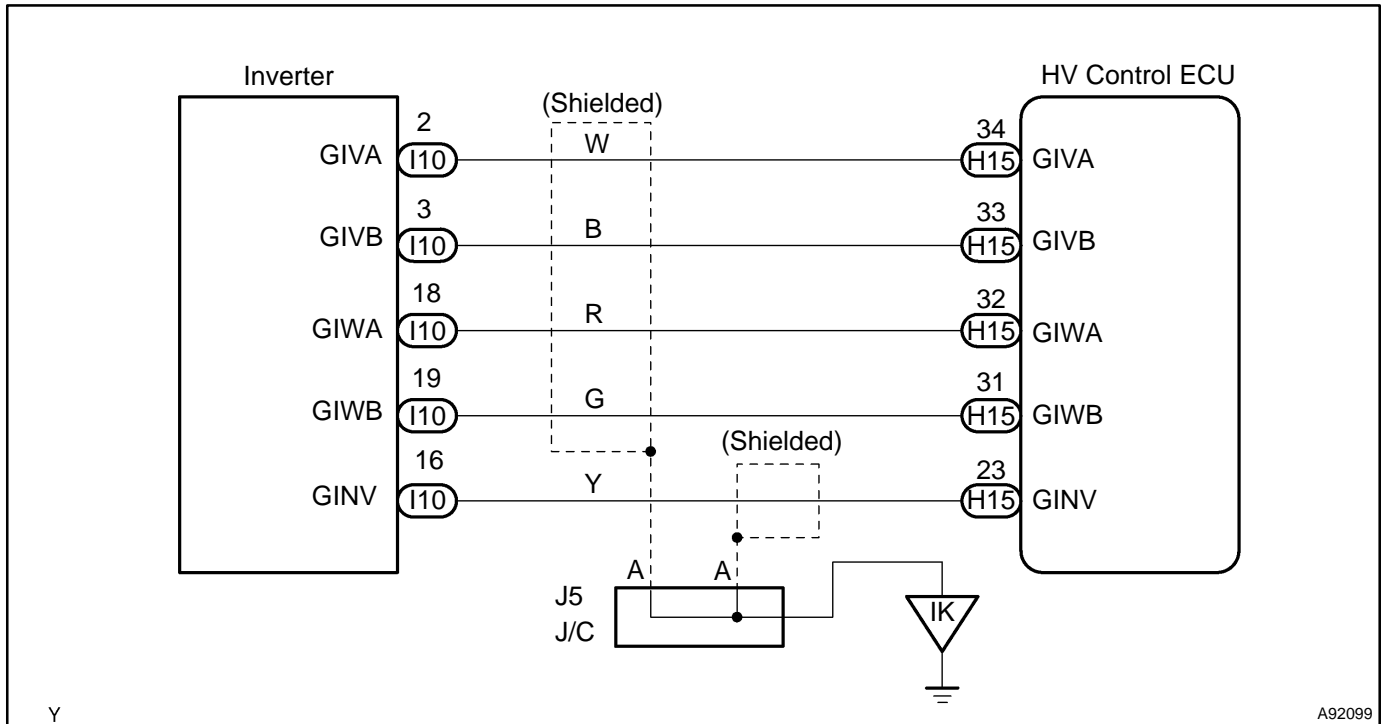 Inverter
HV Control ECU
(Shielded)
2
W
34
GIVA
I10
H15
GIVA
3
B
33
GIVB
I10
H15
GIVB
18
R
32
GIWA
I10
H15
GIWA
19
G
31
GIWB
I10
H15
GIWB
(Shielded)
16
Y
23
GINV
I10
H15
GINV
A
A
J5
J/C
IK
Y
A92099